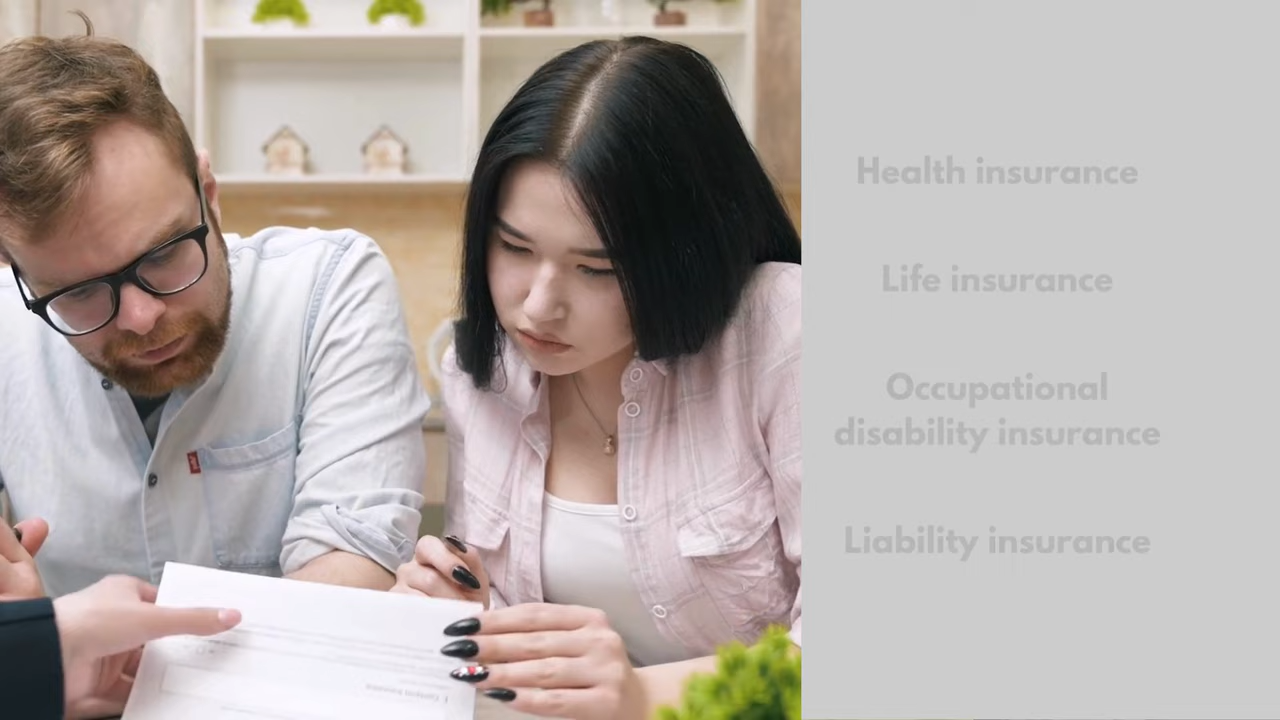 Health insurance
Life insurance
Occupational
disability insurance
Liability insurance